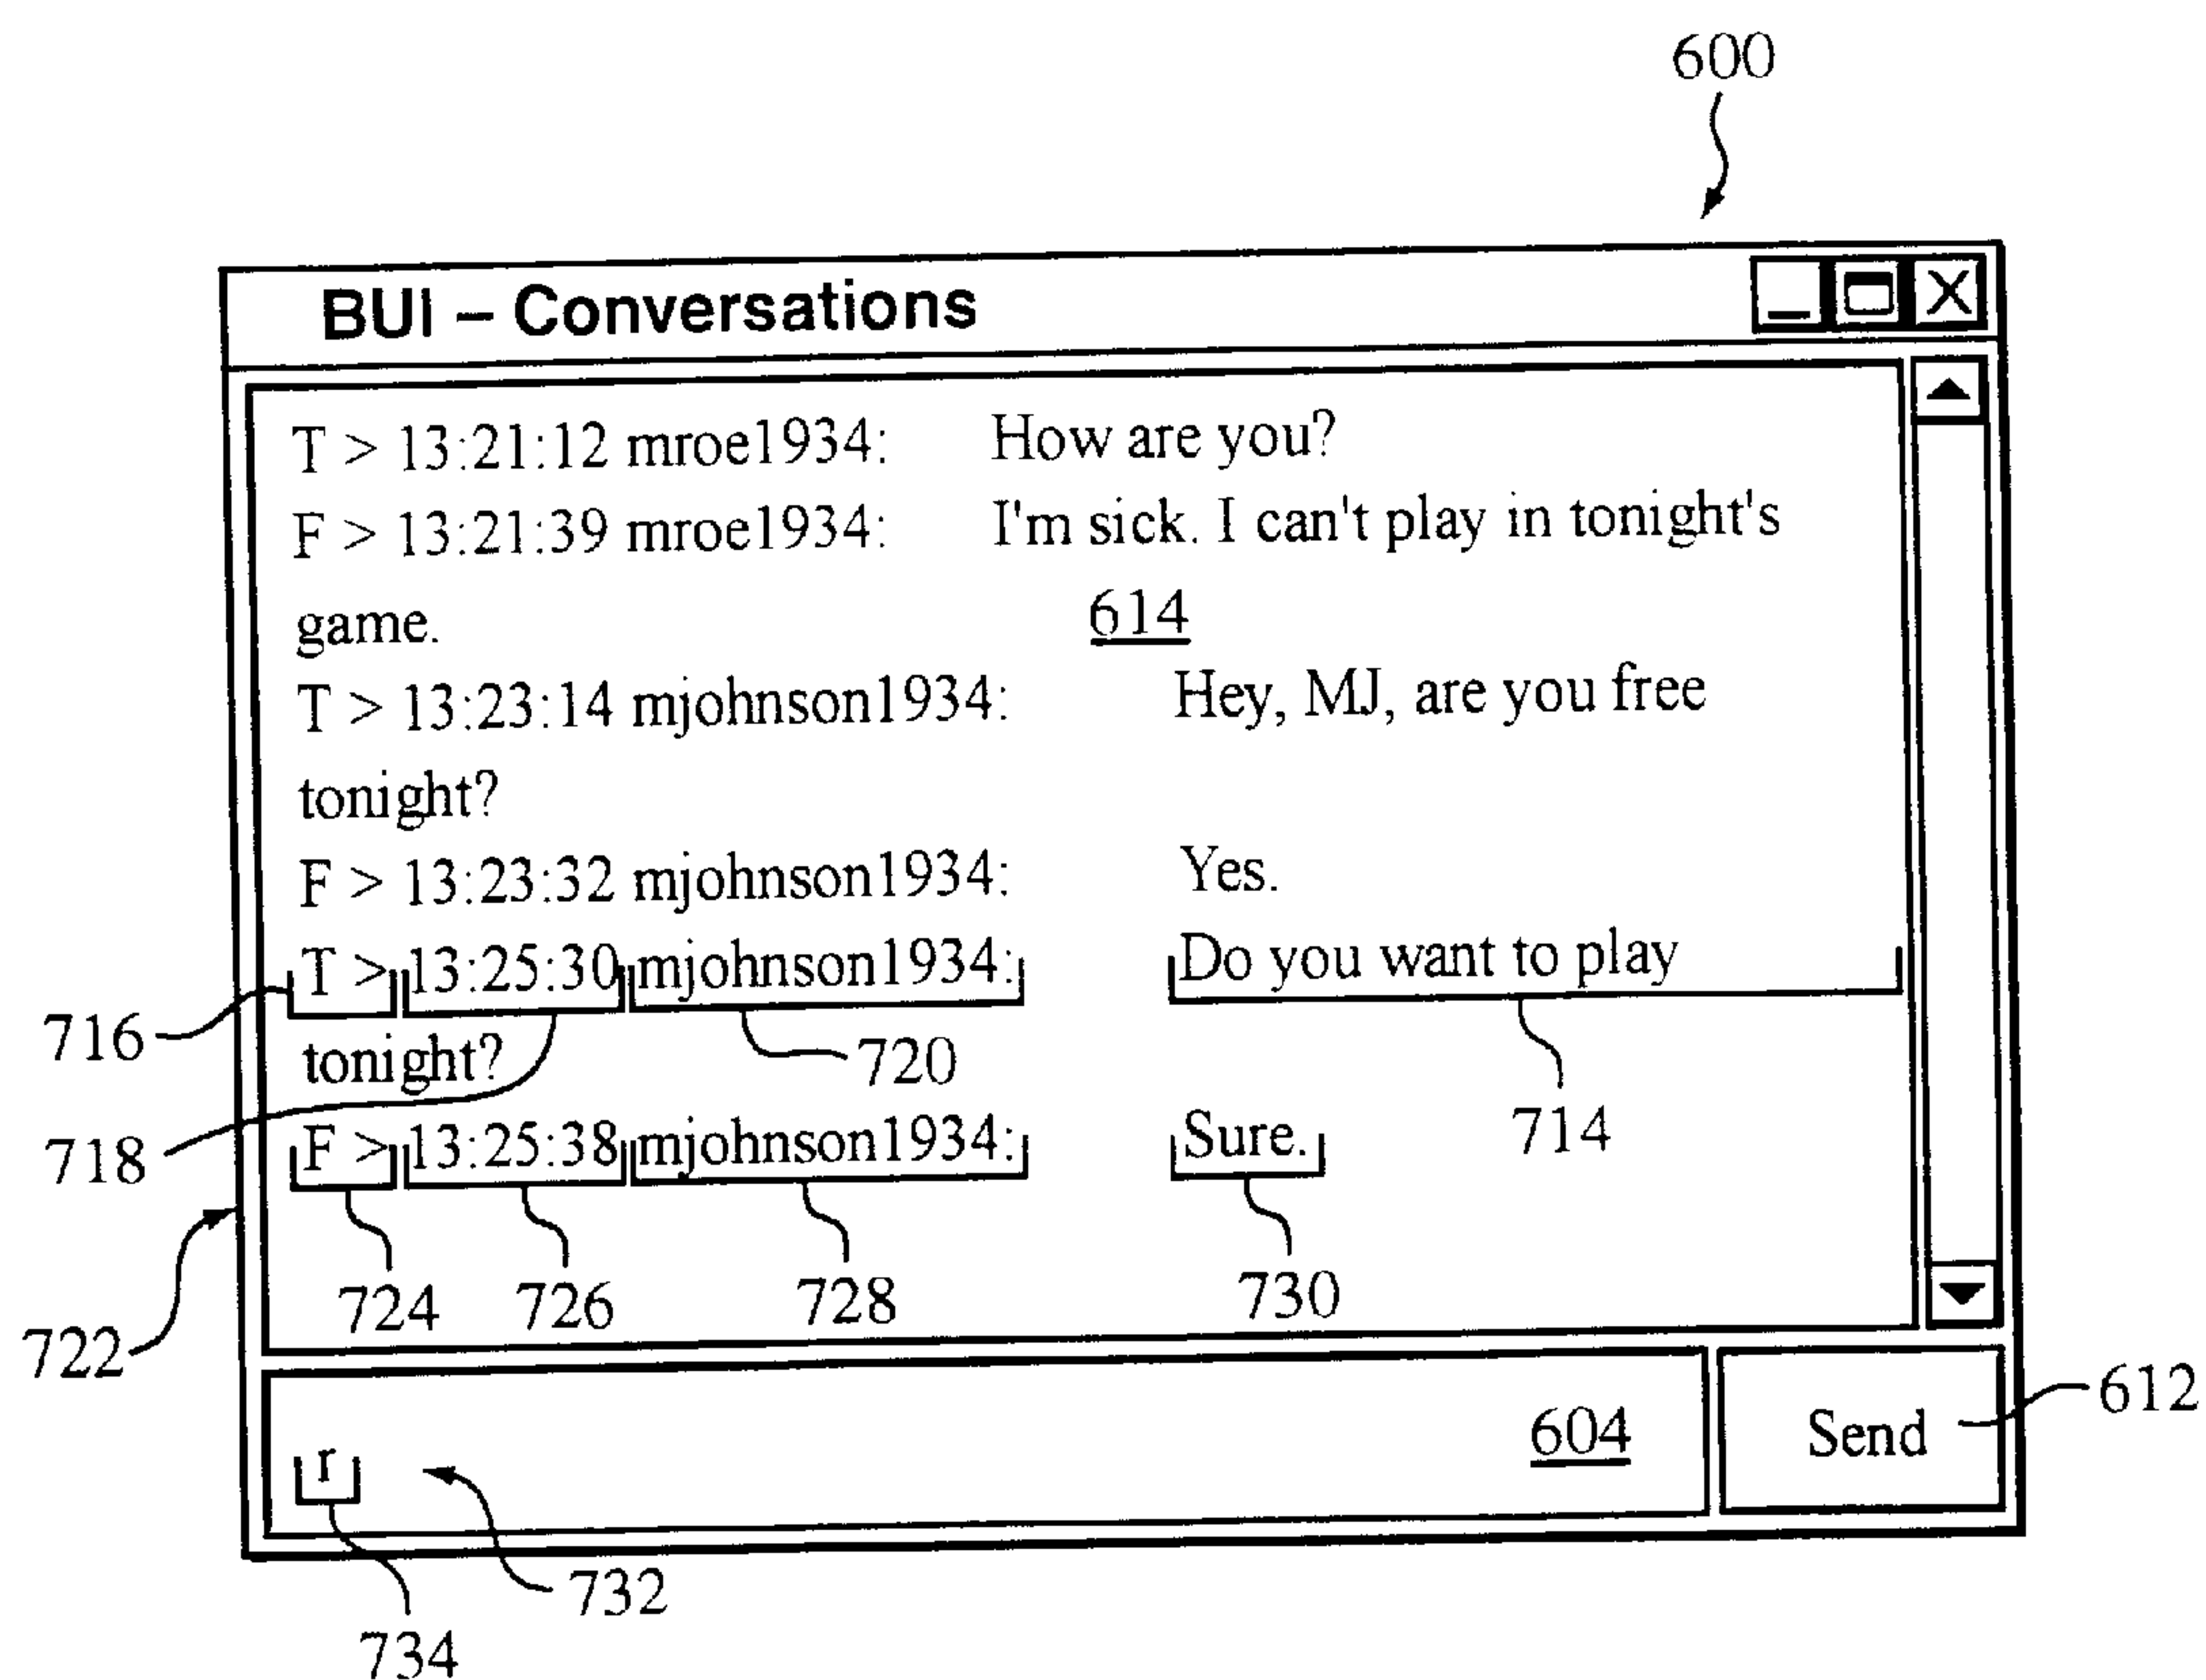 600
BUI – Conversations
T > 13:21:12 mroe1934: How are you?
F > 13:21:39 mroe1934: I'm sick. I can't play in tonight's
game. 614
T > 13:23:14 mjohnson1934: Hey, MJ, are you free
tonight?
F > 13:23:32 mjohnson1934: Yes.
T > 13:25:30 mjohnson1934: Do you want to play
716 tonight? 720
718 F > 13:25:38 mjohnson1934: Sure. 714
722 724 726 728 730
r 604 Send 612
732
734